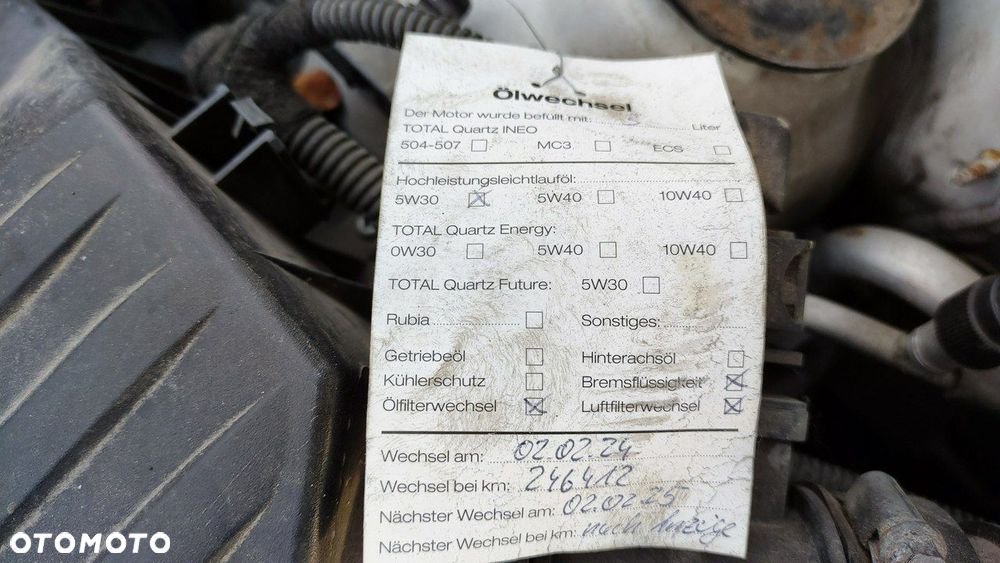 Ölwechsel
Der Motor wurde befüllt mit: Liter
TOTAL Quartz INEO
504-507 ☐ MC3 ☐ ECS ☐
Hochleistungsleichtlauföl:
5W30 ☒ 5W40 ☐ 10W40 ☐
TOTAL Quartz Energy:
0W30 ☐ 5W40 ☐ 10W40 ☐
TOTAL Quartz Future: 5W30 ☐
Rubia ☐ Sonstiges:
Getriebeöl ☐ Hinterachsöl ☐
Kühlerschutz ☐ Bremsflüssigkeit ☒
Ölfilterwechsel ☒ Luftfilterwechsel ☒
Wechsel am: 02.02.24
Wechsel bei km: 246412
Nächster Wechsel am: 02.02.25
Nächster Wechsel bei km: nach Anzeige
OTOMOTO